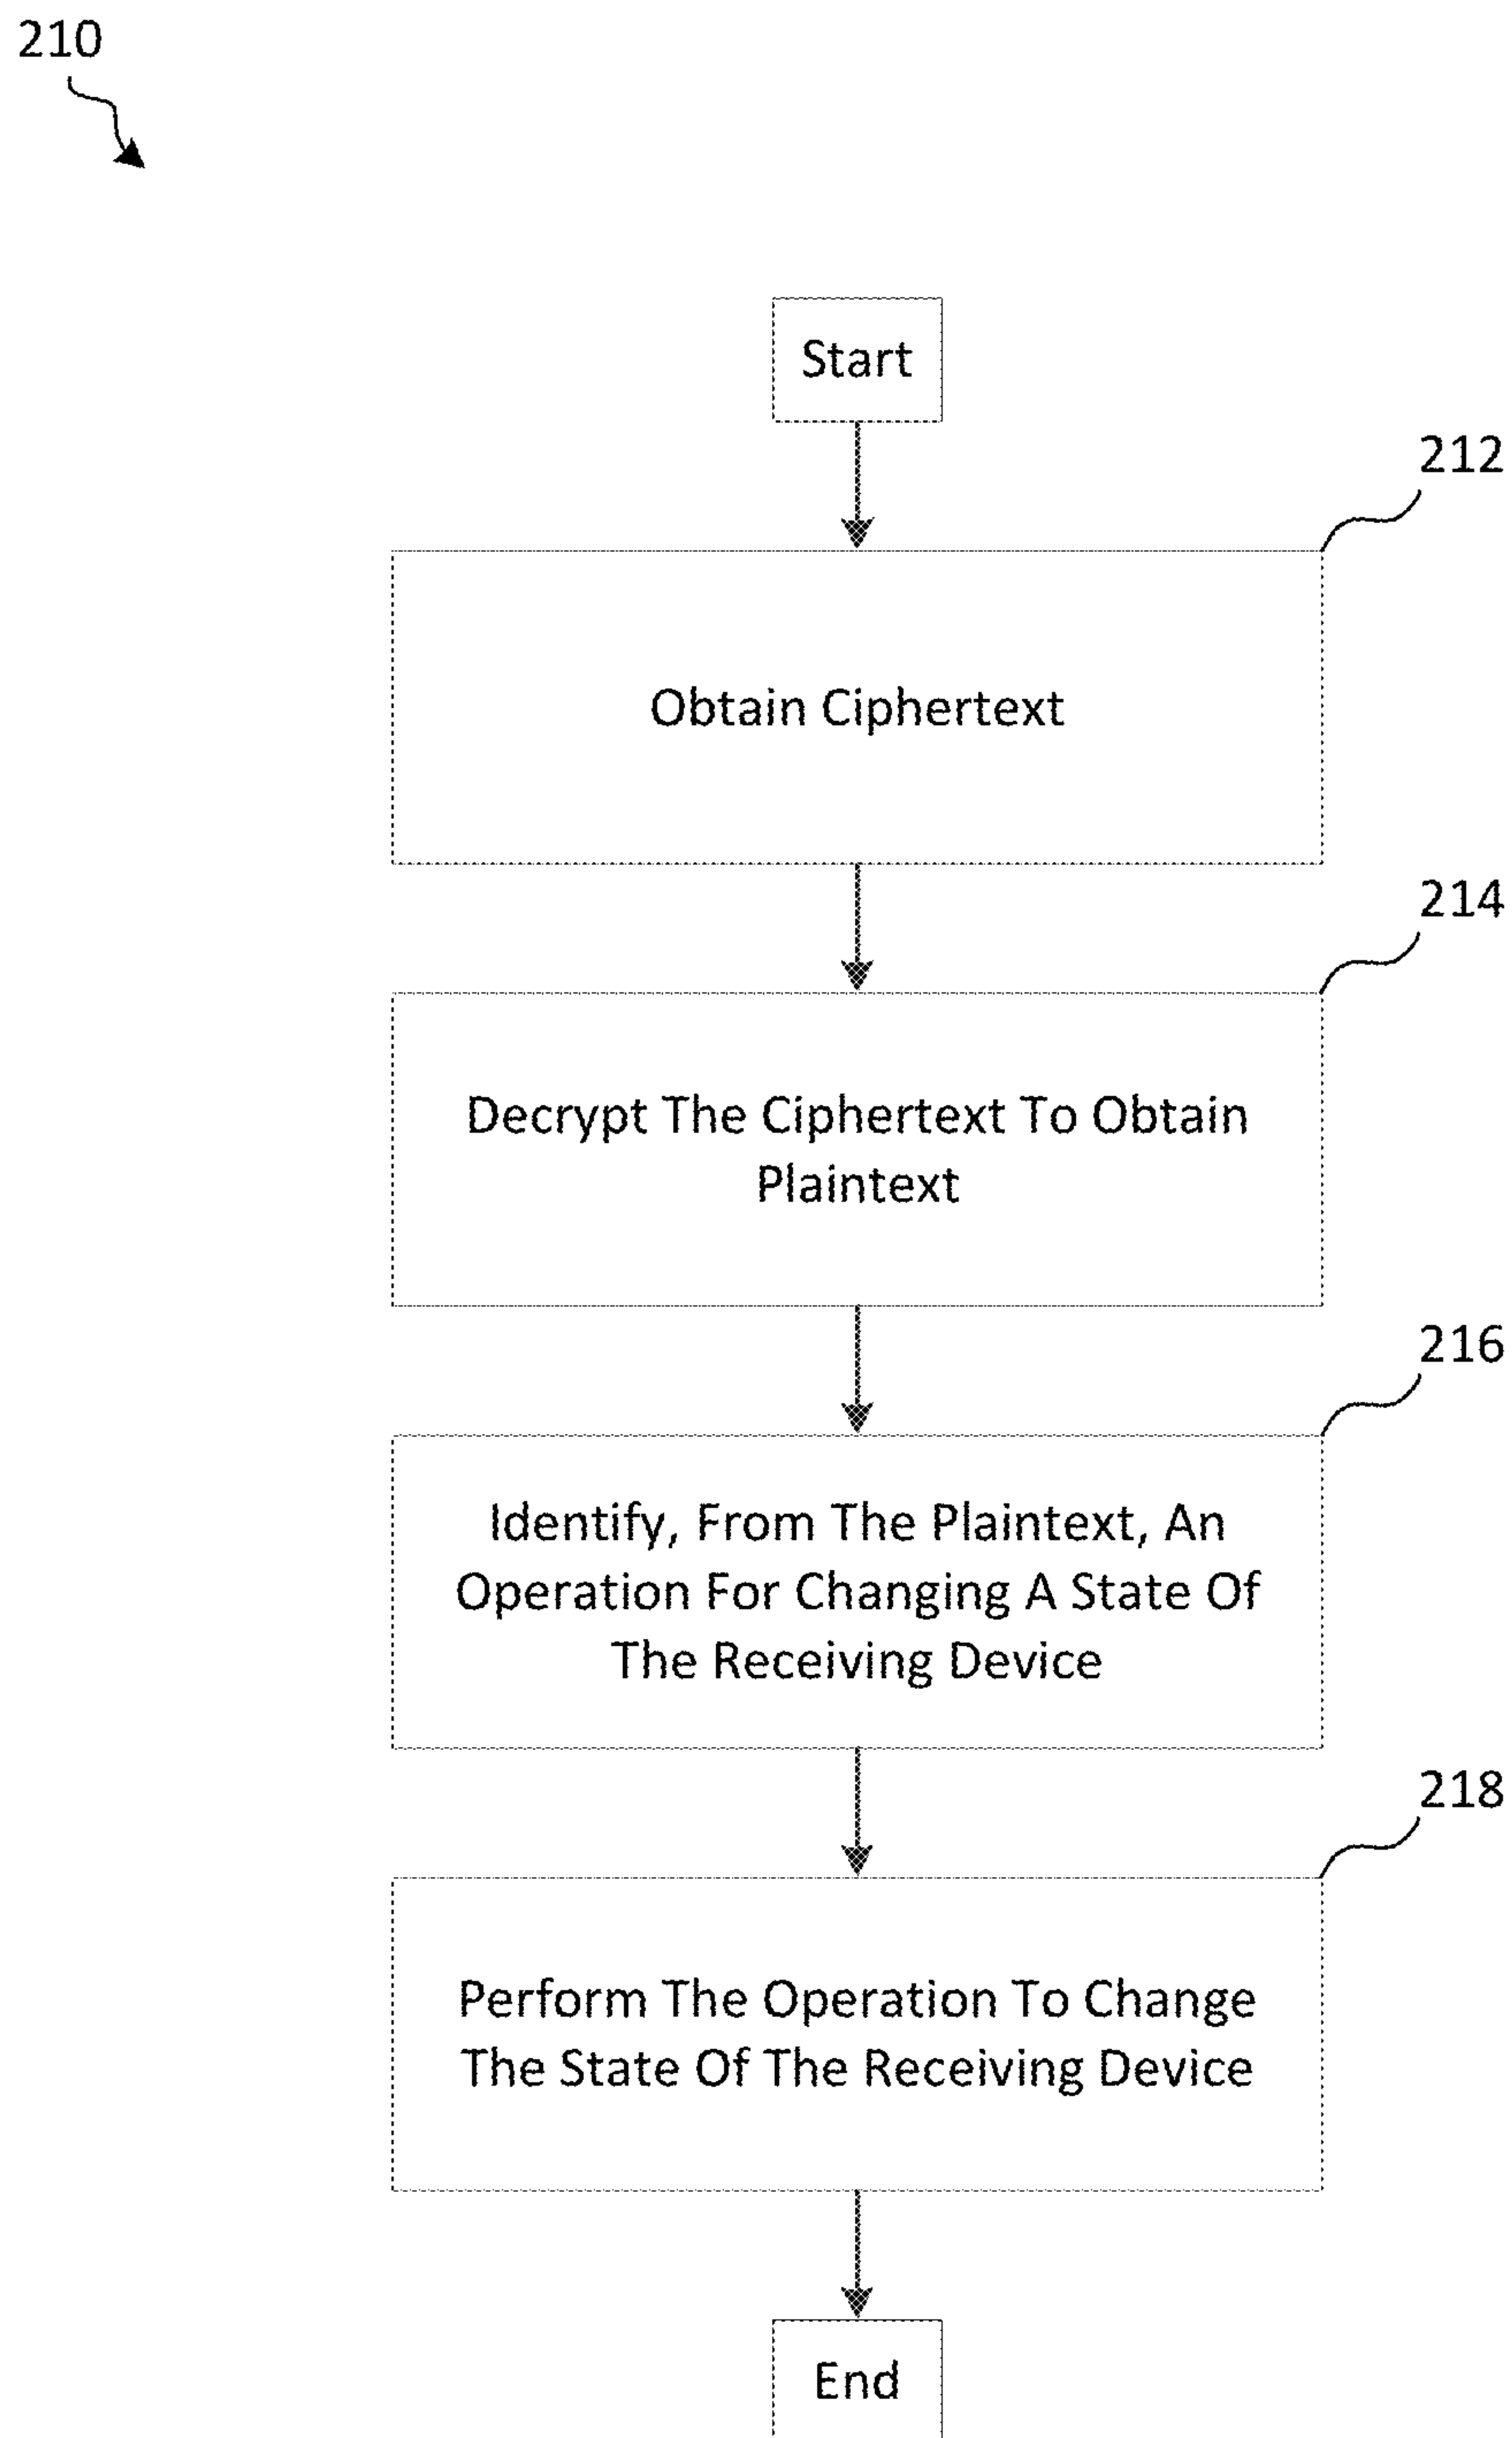 210
Start
212
Obtain Ciphertext
214
Decrypt The Ciphertext To Obtain
Plaintext
216
Identify, From The Plaintext, An
Operation For Changing A State Of
The Receiving Device
218
Perform The Operation To Change
The State Of The Receiving Device
End